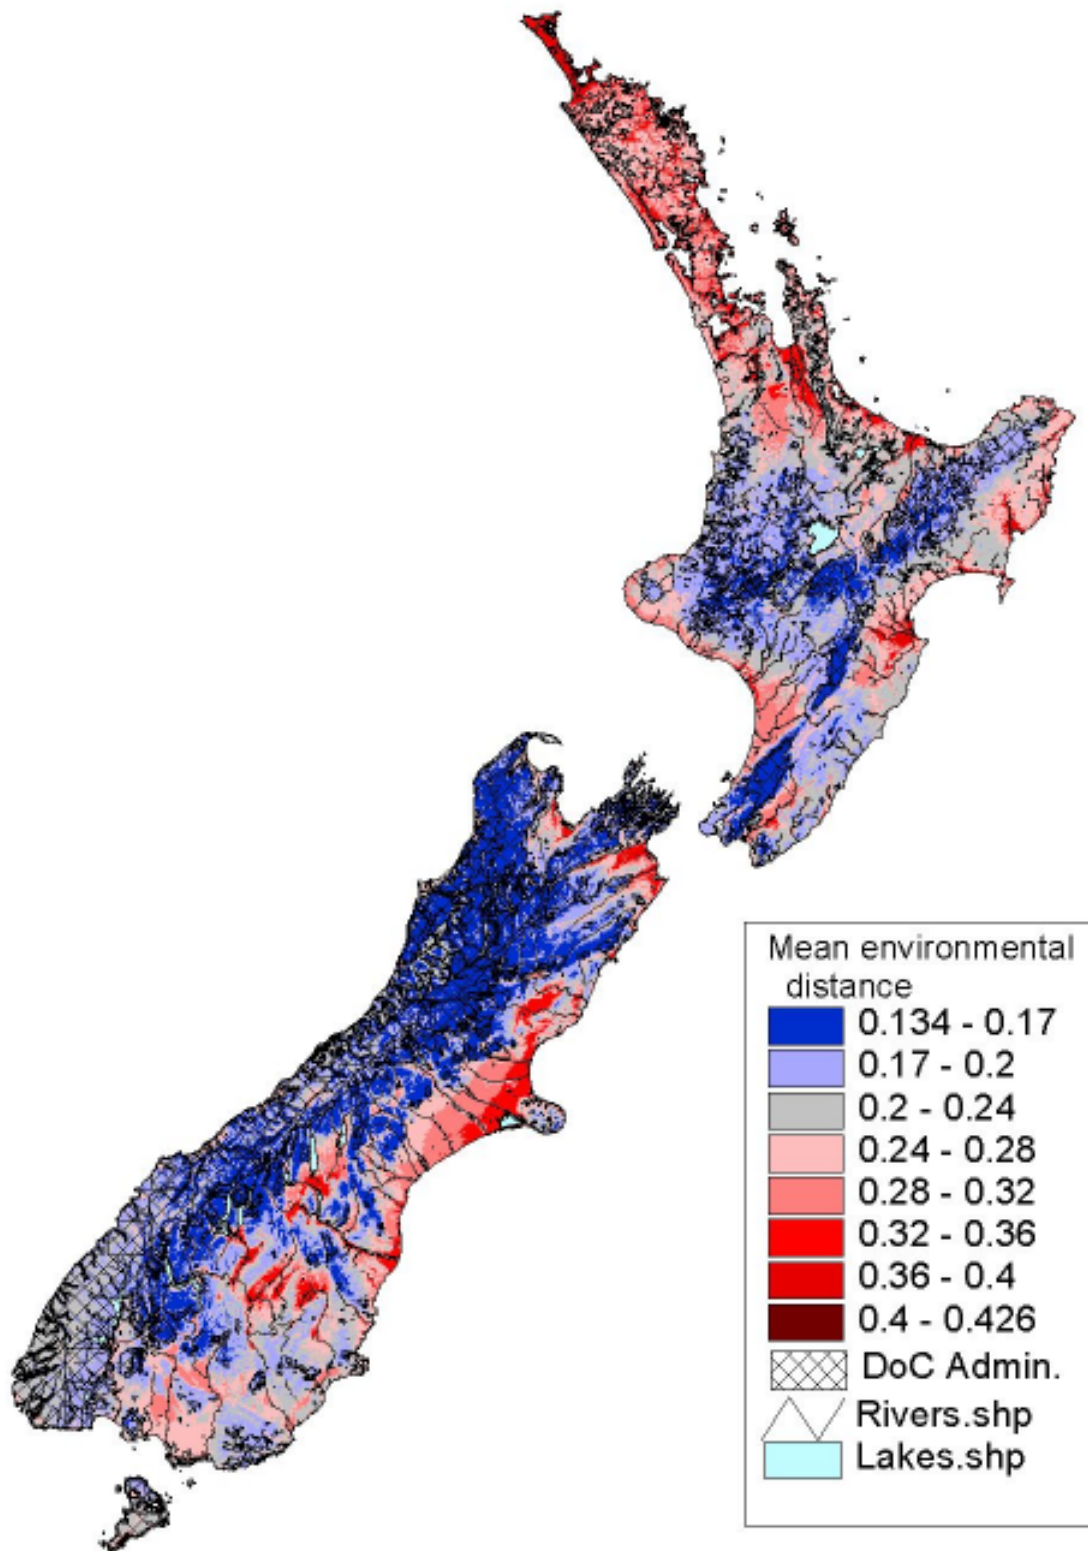 Mean environmental
distance
0.134 - 0.17
0.17 - 0.2
0.2 - 0.24
0.24 - 0.28
0.28 - 0.32
0.32 - 0.36
0.36 - 0.4
0.4 - 0.426
DoC Admin.
Rivers.shp
Lakes.shp